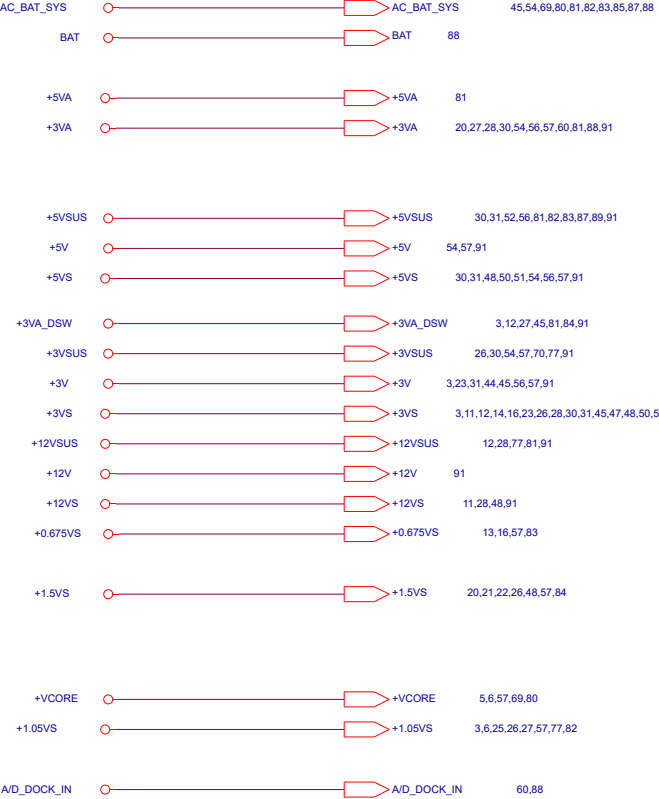 AC_BAT_SYS AC_BAT_SYS 45,54,69,80,81,82,83,85,87,88
BAT BAT 88
+5VA +5VA 81
+3VA +3VA 20,27,28,30,54,56,57,60,81,88,91
+5VSUS +5VSUS 30,31,52,56,81,82,83,87,89,91
+5V +5V 54,57,91
+5VS +5VS 30,31,48,50,51,54,56,57,91
+3VA_DSW +3VA_DSW 3,12,27,45,81,84,91
+3VSUS +3VSUS 26,30,54,57,70,77,91
+3V +3V 3,23,31,44,45,56,57,91
+3VS +3VS 3,11,12,14,16,23,26,28,30,31,45,47,48,50,5
+12VSUS +12VSUS 12,28,77,81,91
+12V +12V 91
+12VS +12VS 11,28,48,91
+0.675VS +0.675VS 13,16,57,83
+1.5VS +1.5VS 20,21,22,26,48,57,84
+VCORE +VCORE 5,6,57,69,80
+1.05VS +1.05VS 3,6,25,26,27,57,77,82
A/D_DOCK_IN A/D_DOCK_IN 60,88